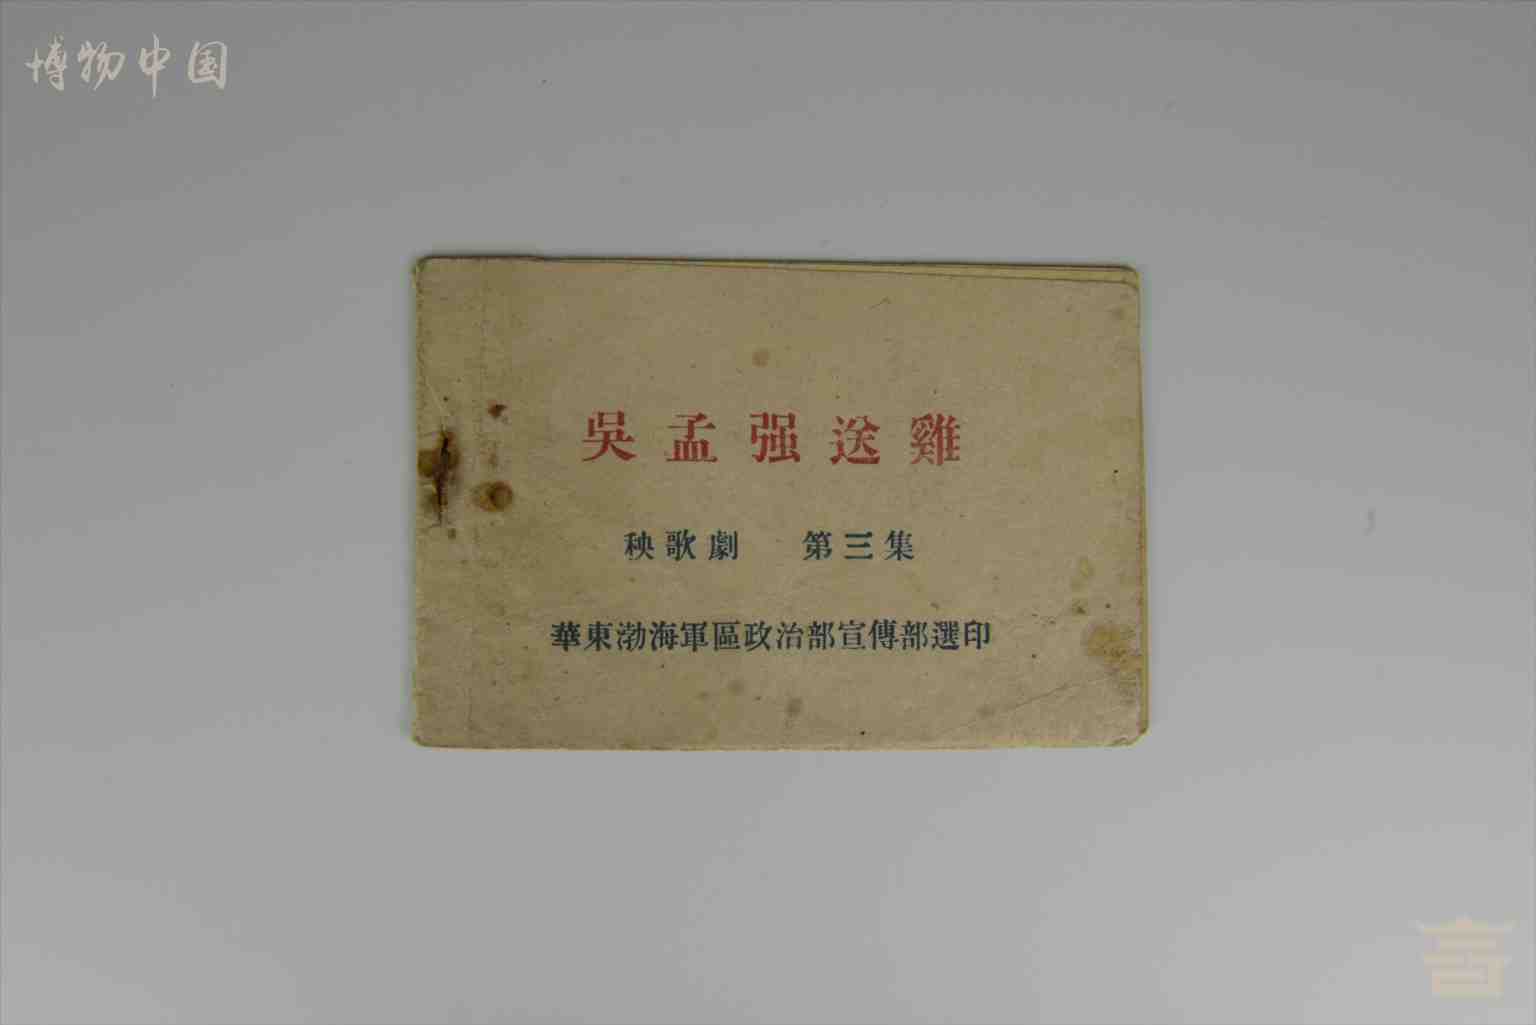 博物中国
吳孟强送雞
秧歌劇 第三集
華東渤海軍區政治部宣傳部選印